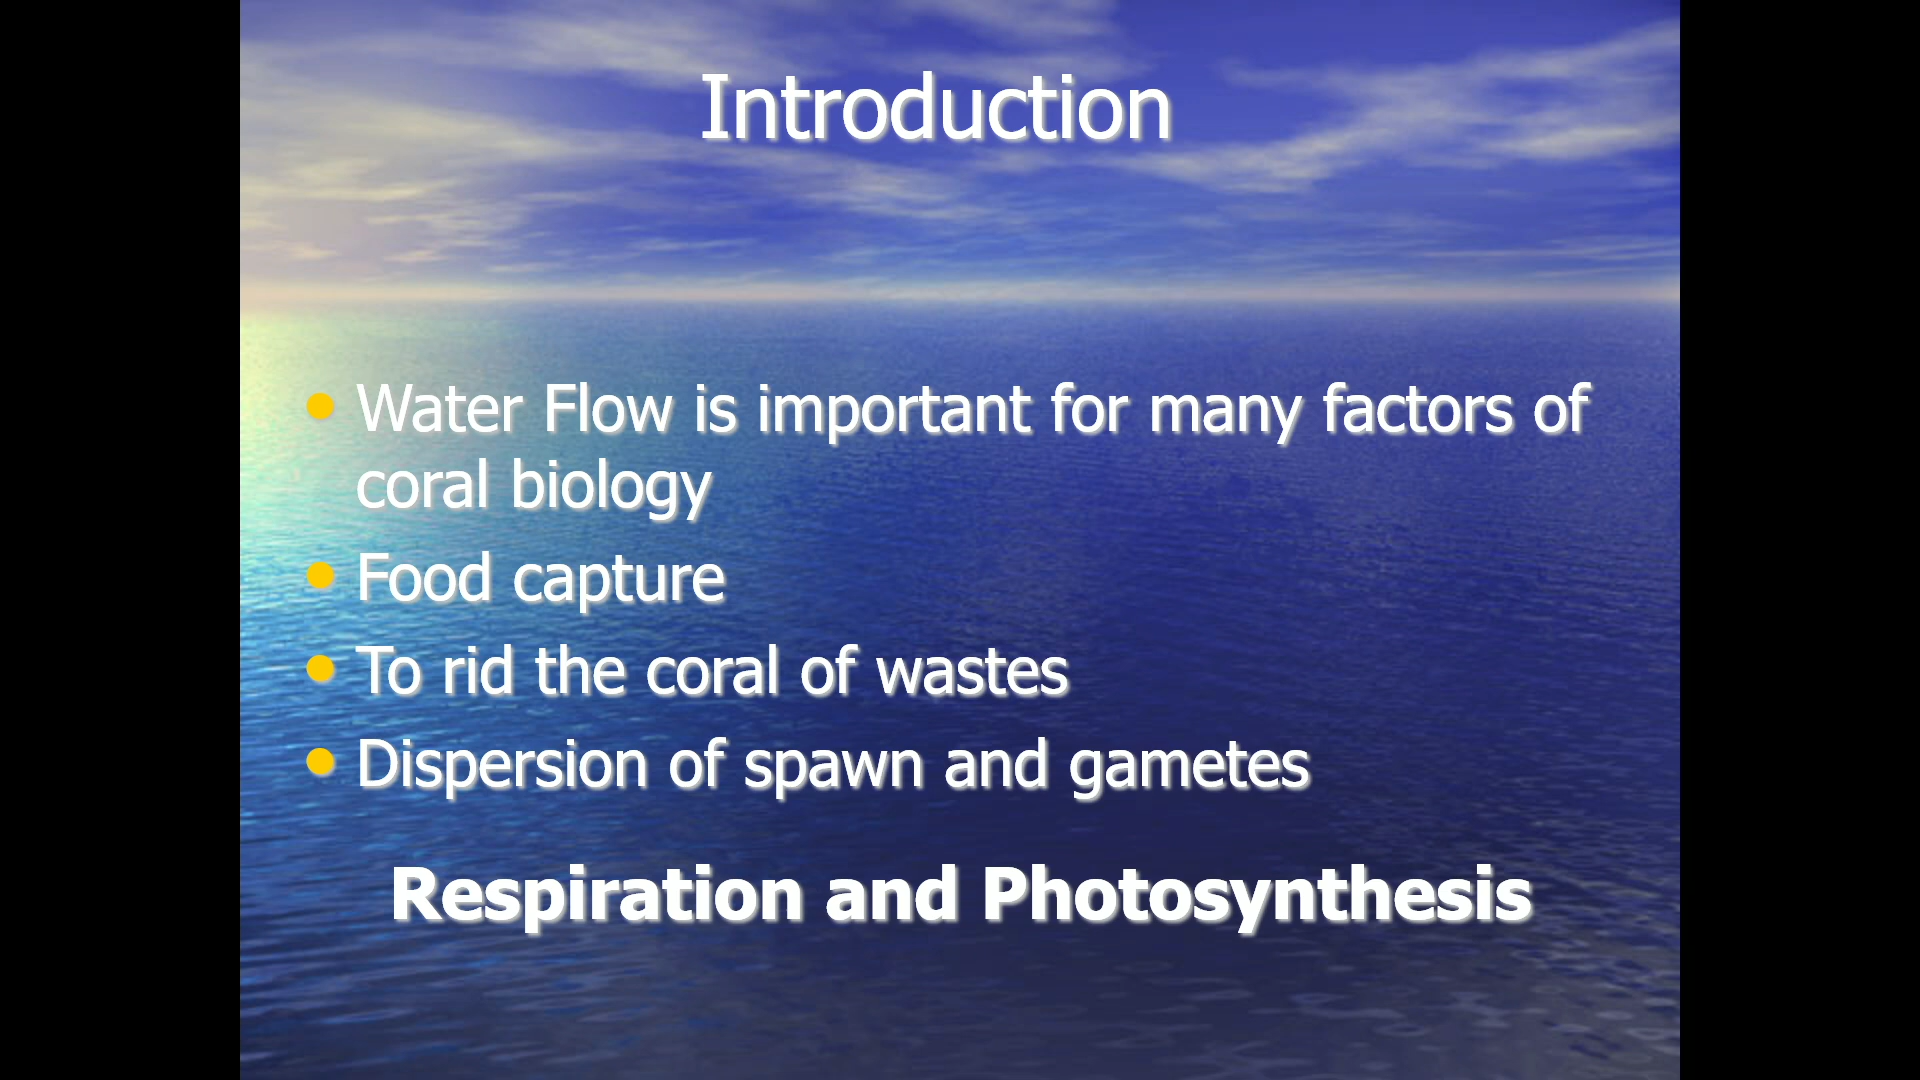 Introduction
• Water Flow is important for many factors of
coral biology
• Food capture
• To rid the coral of wastes
• Dispersion of spawn and gametes
Respiration and Photosynthesis